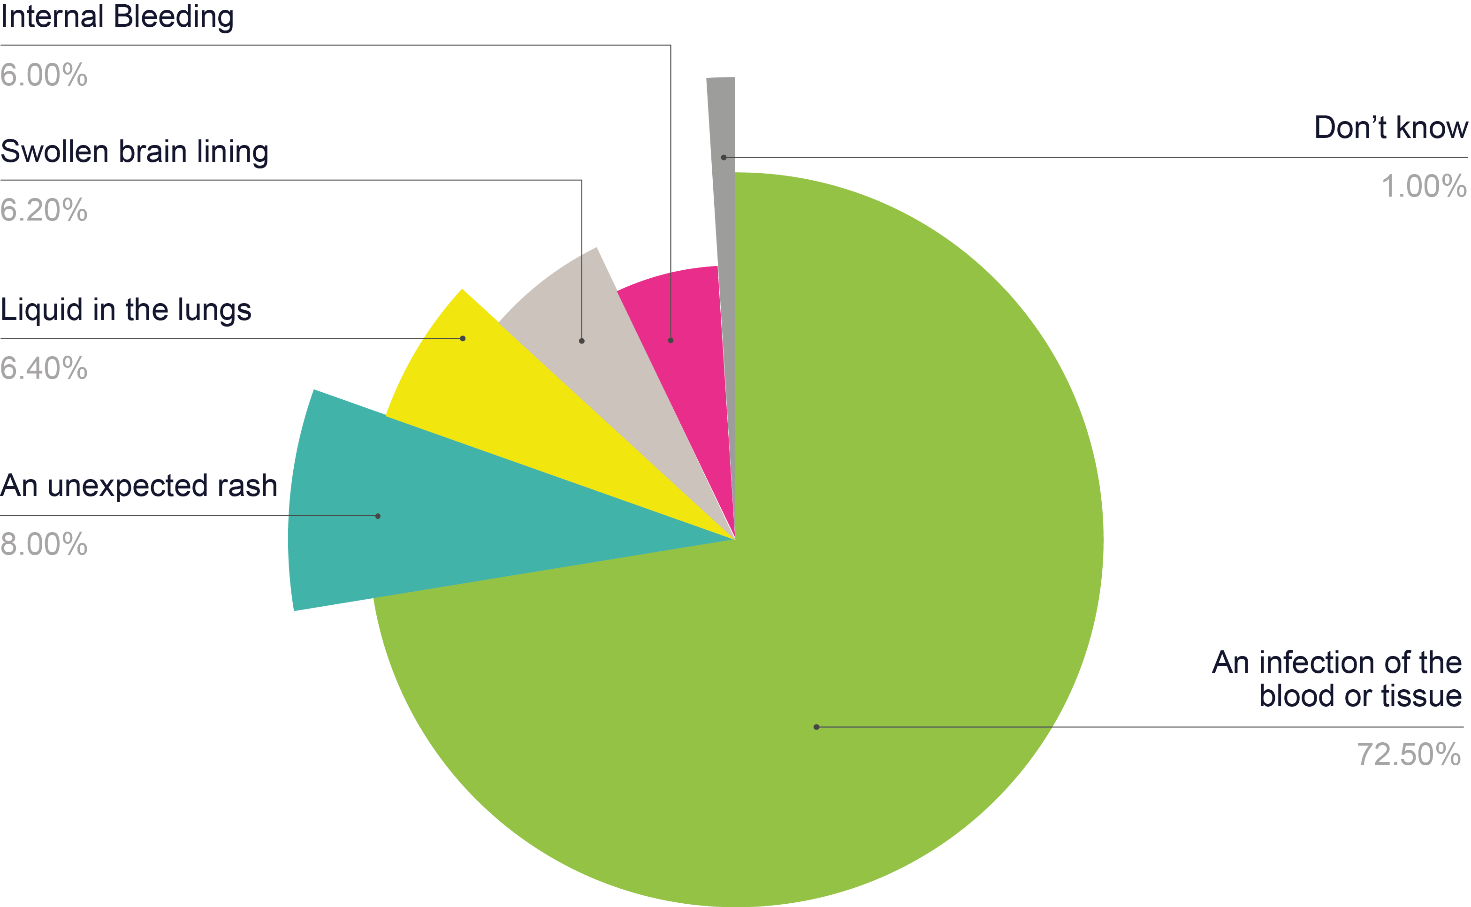 Internal Bleeding
6.00%
Swollen brain lining
6.20%
Liquid in the lungs
6.40%
An unexpected rash
8.00%
Don’t know
1.00%
An infection of the
blood or tissue
72.50%